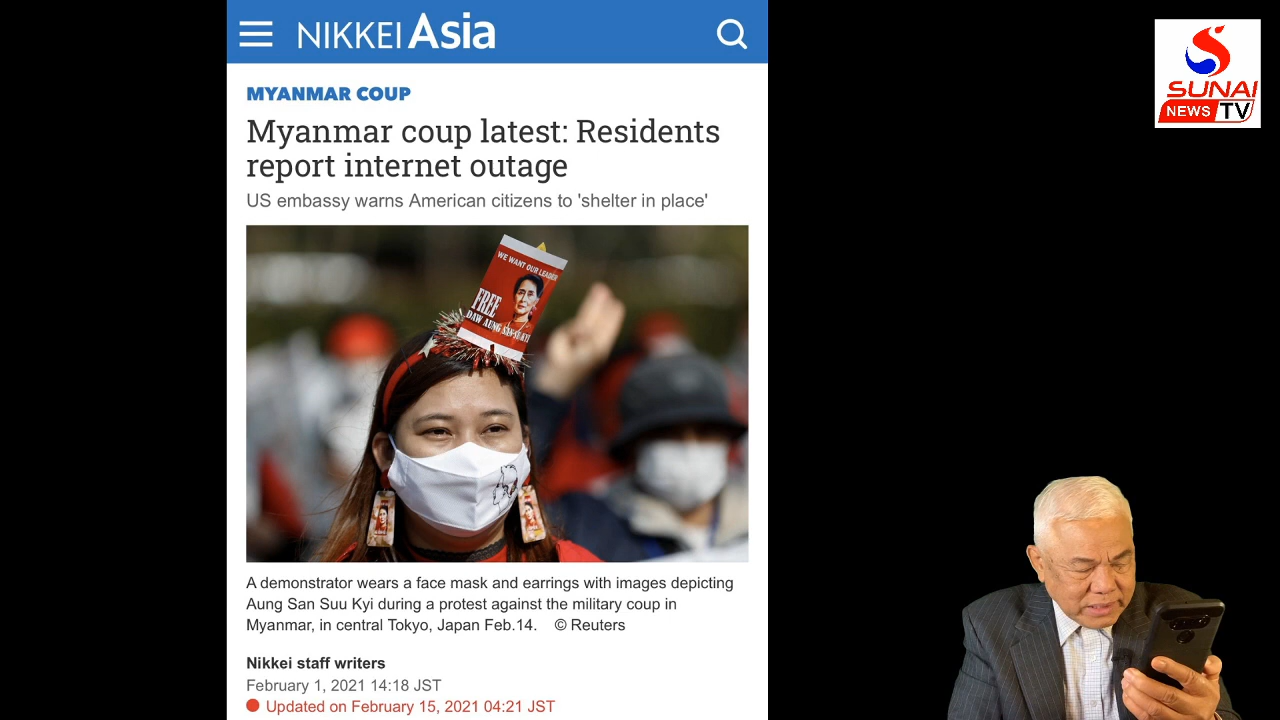 NIKKEI Asia
MYANMAR COUP
Myanmar coup latest: Residents
report internet outage
US embassy warns American citizens to 'shelter in place'
WE WANT OUR LEADER
FREE
DAW AUNG SAN SUU KYI
A demonstrator wears a face mask and earrings with images depicting
Aung San Suu Kyi during a protest against the military coup in
Myanmar, in central Tokyo, Japan Feb.14. © Reuters
Nikkei staff writers
February 1, 2021 14:18 JST
Updated on February 15, 2021 04:21 JST
SUNAI
NEWS TV